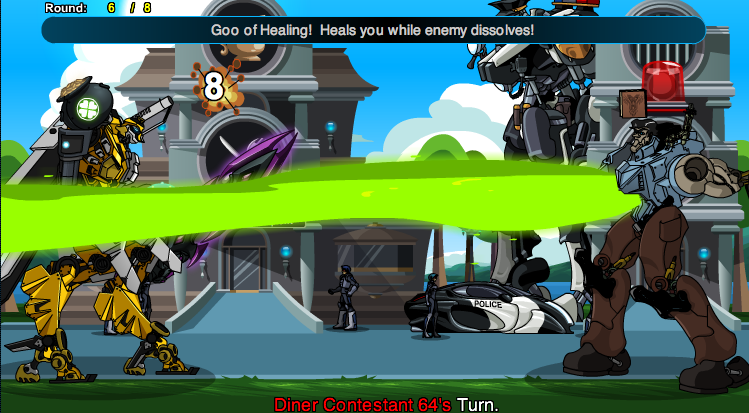 Round: 6 / 8
Goo of Healing! Heals you while enemy dissolves!
8
POLICE
Diner Contestant 64's Turn.